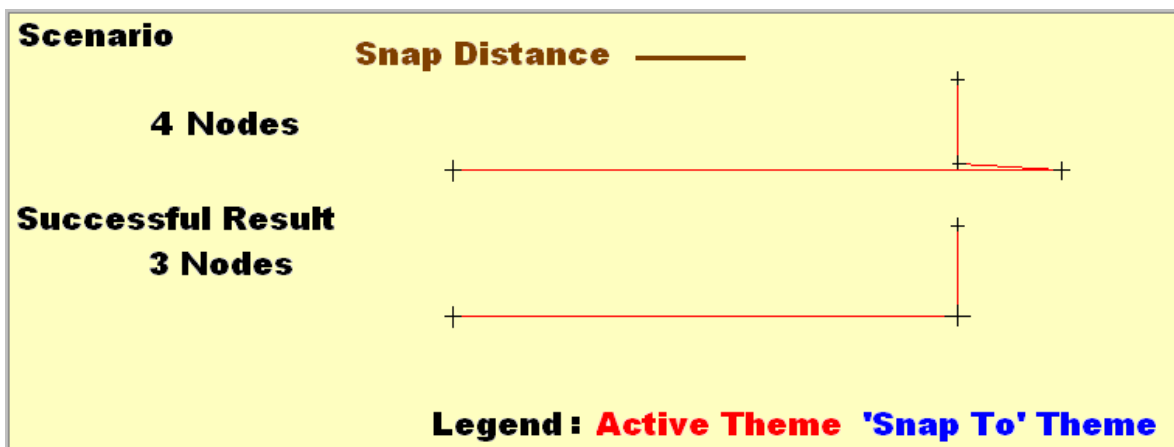 Scenario
Snap Distance
4 Nodes
Successful Result
3 Nodes
Legend : Active Theme 'Snap To' Theme